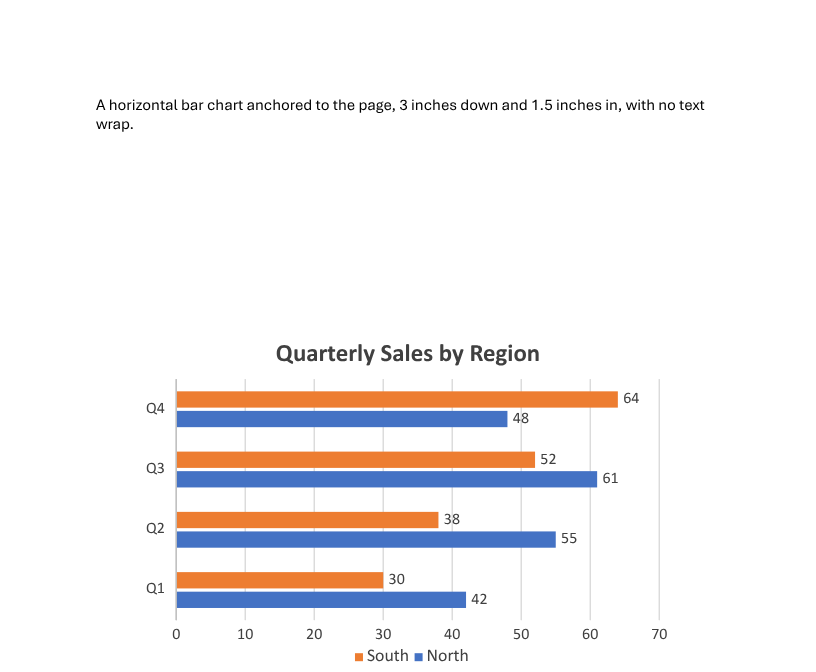 A horizontal bar chart anchored to the page, 3 inches down and 1.5 inches in, with no text
wrap.
Quarterly Sales by Region
Q4
64
48
Q3
52
61
Q2
38
55
Q1
30
42
0 10 20 30 40 50 60 70
South North